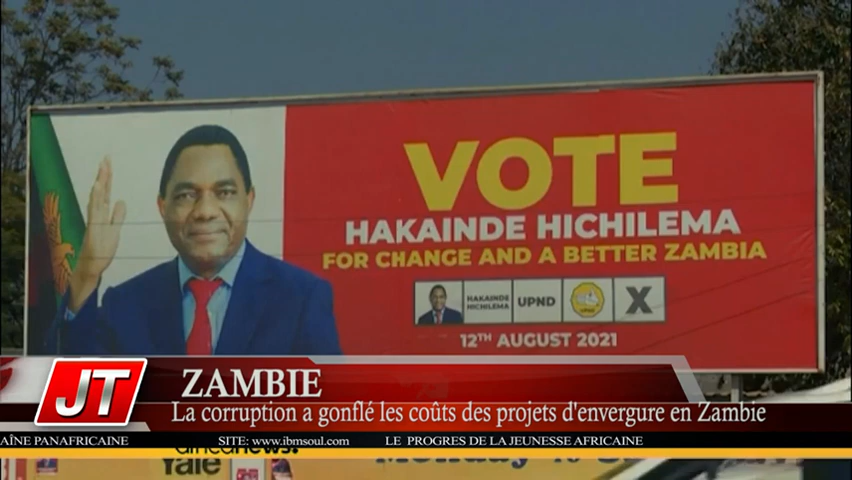 VOTE
HAKAINDE HICHILEMA
FOR CHANGE AND A BETTER ZAMBIA
HAKAINDE
HICHILEMA
UPND
X
12TH AUGUST 2021
JT
ZAMBIE
La corruption a gonflé les coûts des projets d'envergure en Zambie
AÎNE PANAFRICAINE SITE: www.ibmsoul.com LE PROGRES DE LA JEUNESSE AFRICAINE
africanews.
Yale